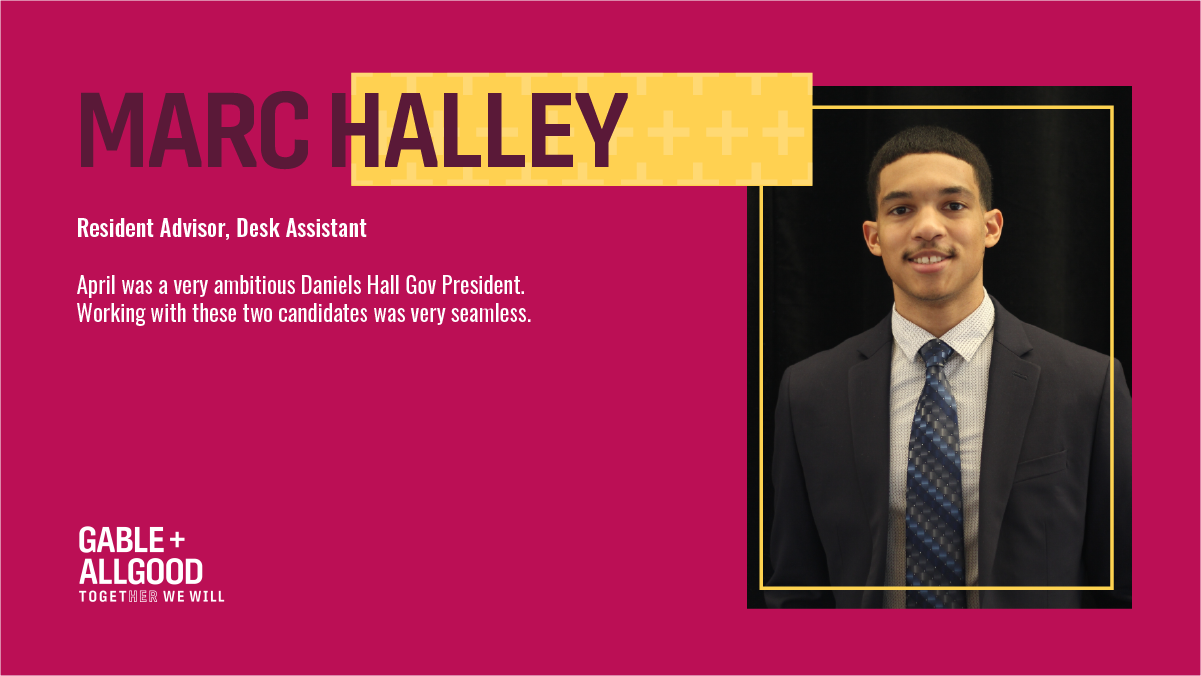 MARC HALLEY
Resident Advisor, Desk Assistant
April was a very ambitious Daniels Hall Gov President.
Working with these two candidates was very seamless.
GABLE +
ALLGOOD
TOGETHER WE WILL